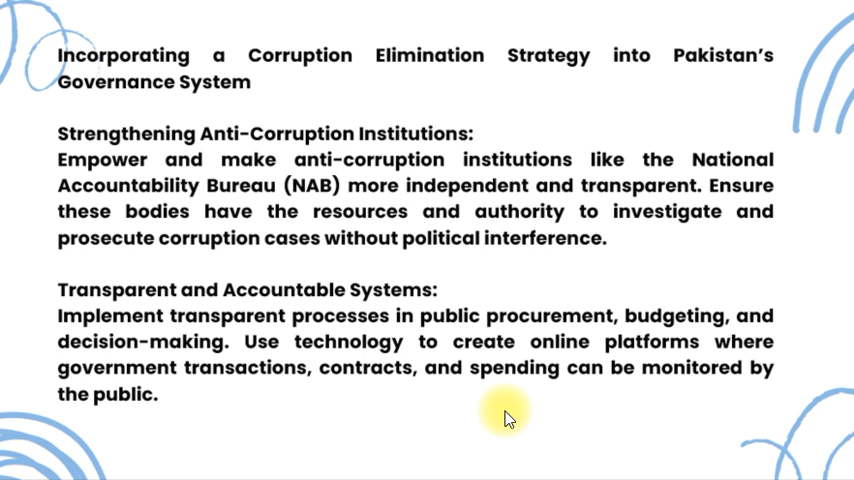 Incorporating a Corruption Elimination Strategy into Pakistan's
Governance System
Strengthening Anti-Corruption Institutions:
Empower and make anti-corruption institutions like the National
Accountability Bureau (NAB) more independent and transparent. Ensure
these bodies have the resources and authority to investigate and
prosecute corruption cases without political interference.
Transparent and Accountable Systems:
Implement transparent processes in public procurement, budgeting, and
decision-making. Use technology to create online platforms where
government transactions, contracts, and spending can be monitored by
the public.